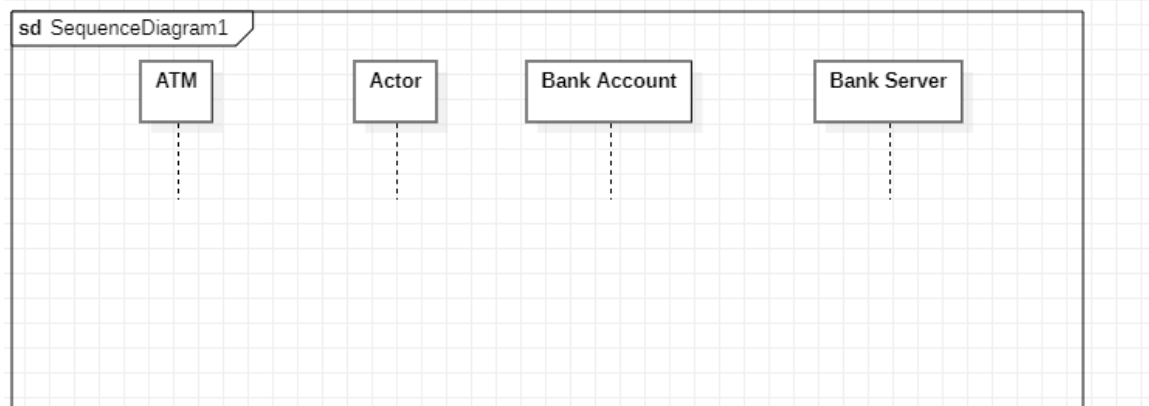 sd SequenceDiagram1
ATM
Actor
Bank Account
Bank Server